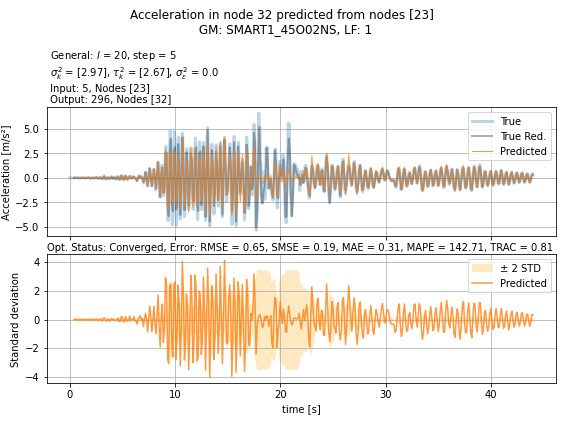 Acceleration in node 32 predicted from nodes [23]
GM: SMART1_45O02NS, LF: 1
General: l = 20, step = 5
σ²ₖ = [2.97], τ²ₖ = [2.67], σ²ε = 0.0
Input: 5, Nodes [23]
Output: 296, Nodes [32]
Acceleration [m/s²]
5.0
2.5
0.0
−2.5
−5.0
True
True Red.
Predicted
Opt. Status: Converged, Error: RMSE = 0.65, SMSE = 0.19, MAE = 0.31, MAPE = 142.71, TRAC = 0.81
Standard deviation
4
2
0
−2
−4
± 2 STD
Predicted
0 10 20 30 40
time [s]